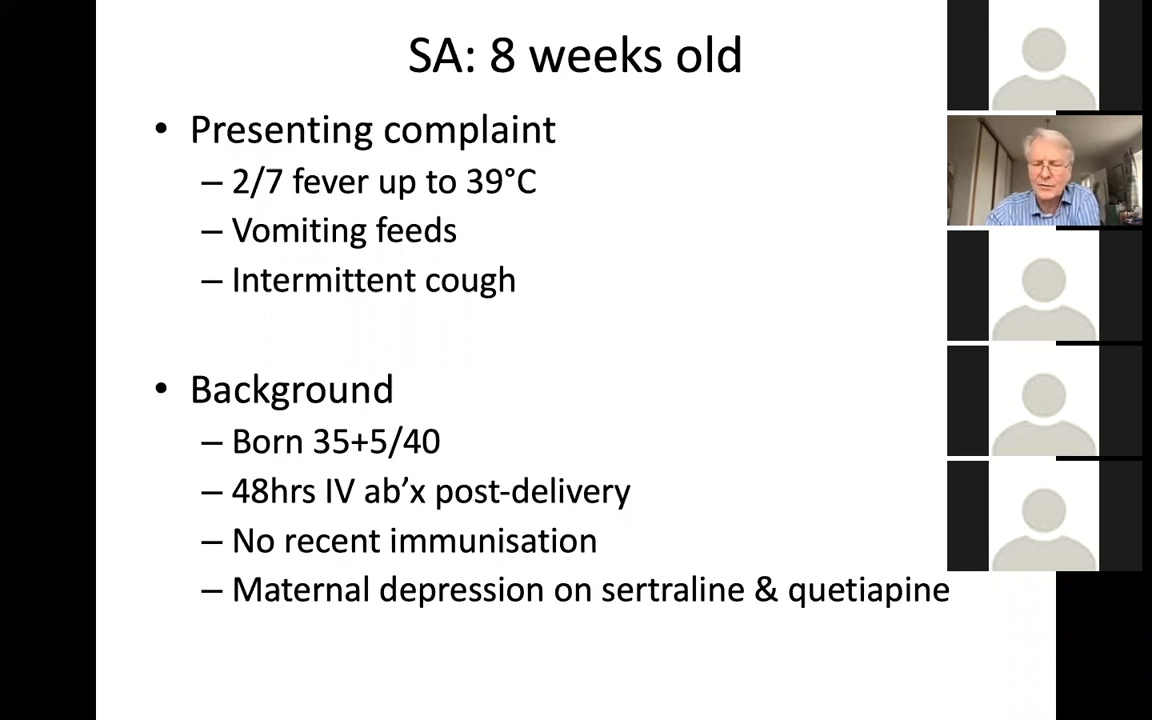 SA: 8 weeks old
• Presenting complaint
– 2/7 fever up to 39°C
– Vomiting feeds
– Intermittent cough
• Background
– Born 35+5/40
– 48hrs IV ab’x post-delivery
– No recent immunisation
– Maternal depression on sertraline & quetiapine